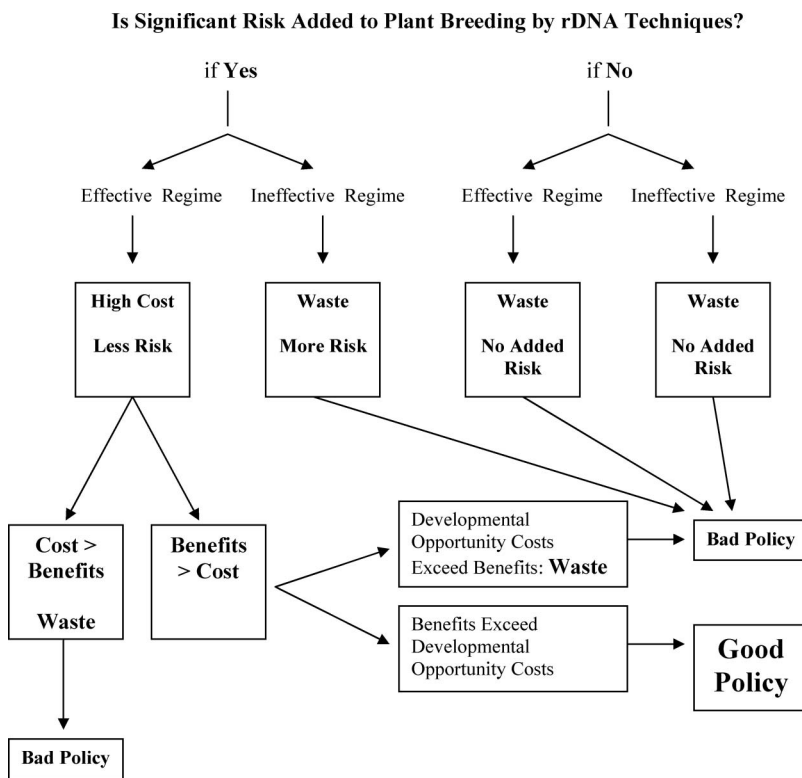 Is Significant Risk Added to Plant Breeding by rDNA Techniques?
if Yes
if No
Effective Regime
Ineffective Regime
Effective Regime
Ineffective Regime
High Cost
Less Risk
Waste
More Risk
Waste
No Added
Risk
Waste
No Added
Risk
Cost >
Benefits
Waste
Benefits
> Cost
Developmental
Opportunity Costs
Exceed Benefits: Waste
Bad Policy
Benefits Exceed
Developmental
Opportunity Costs
Good
Policy
Bad Policy